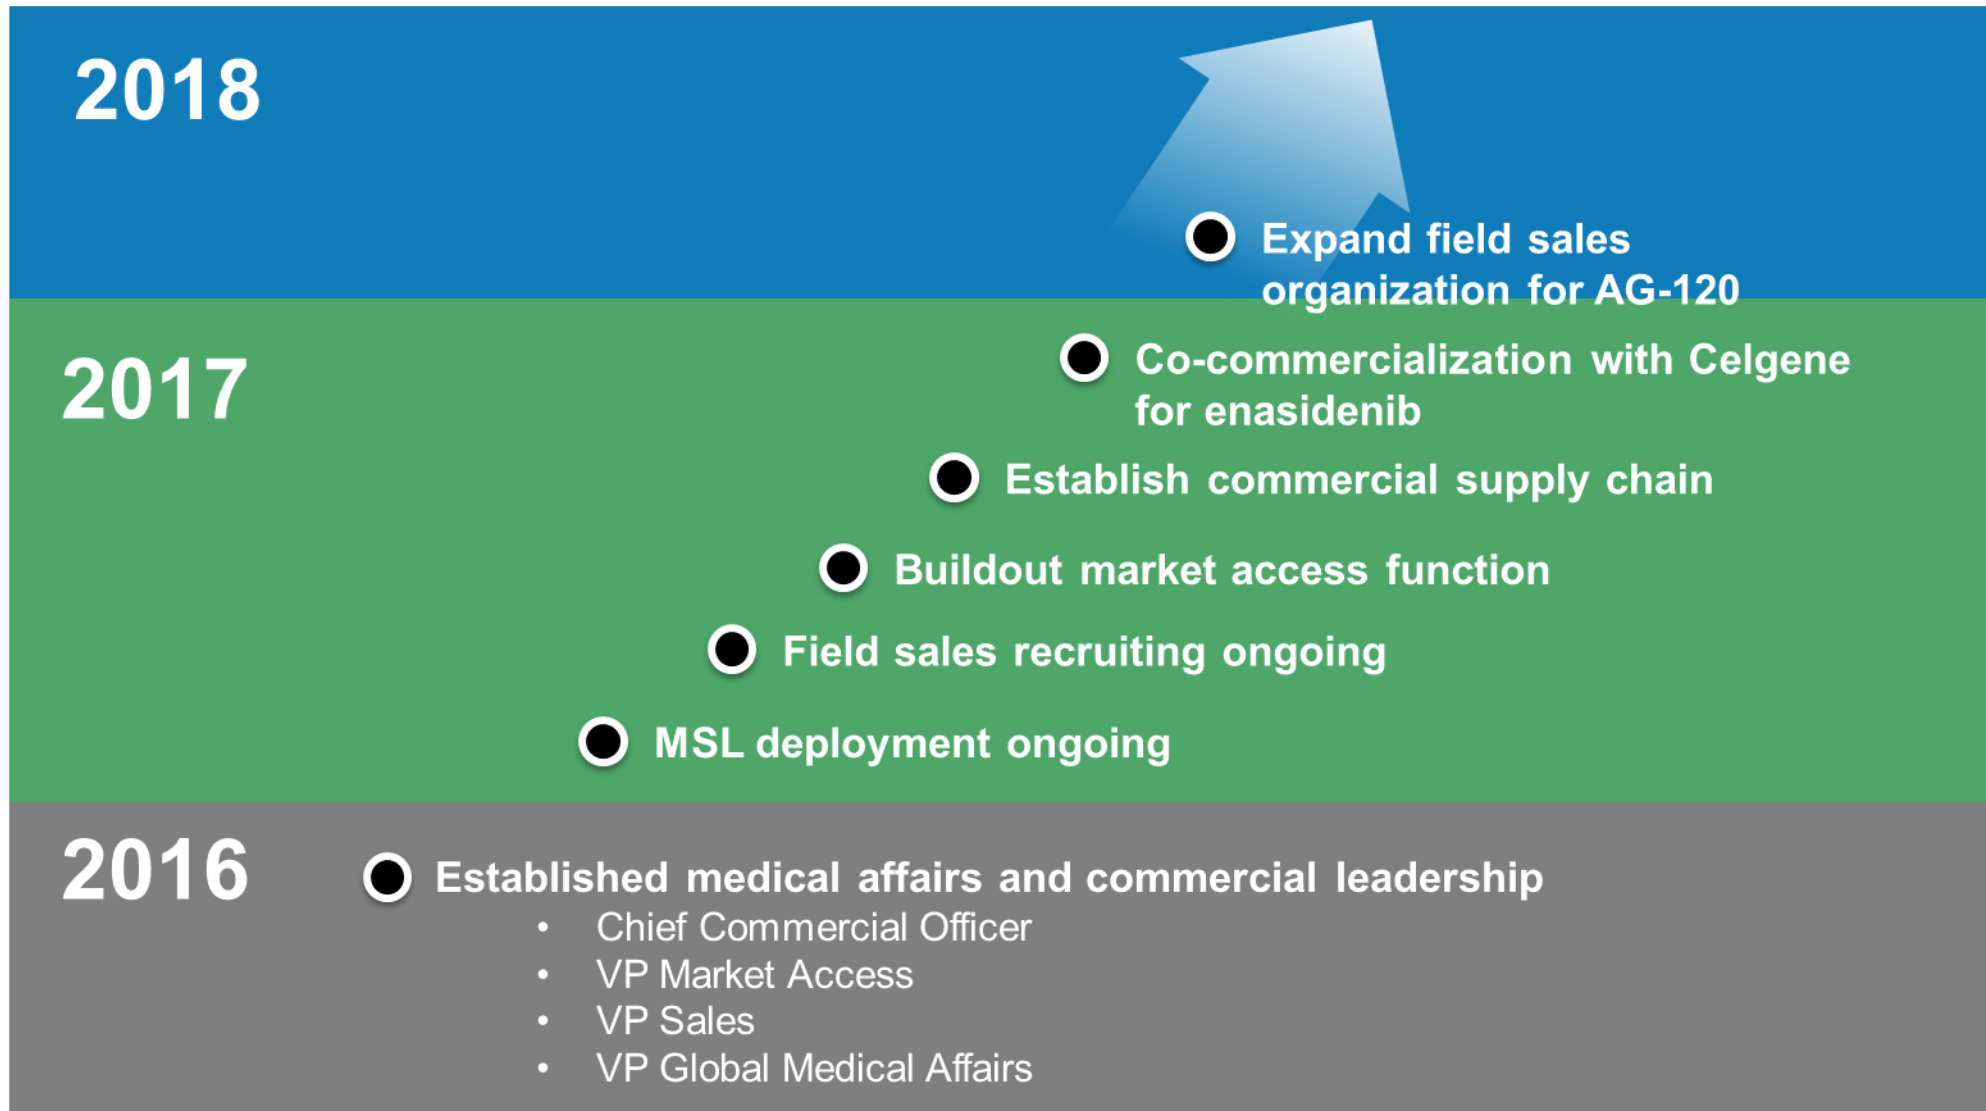 2018
Expand field sales
organization for AG-120
2017
Co-commercialization with Celgene
for enasidenib
Establish commercial supply chain
Buildout market access function
Field sales recruiting ongoing
MSL deployment ongoing
2016
Established medical affairs and commercial leadership
• Chief Commercial Officer
• VP Market Access
• VP Sales
• VP Global Medical Affairs